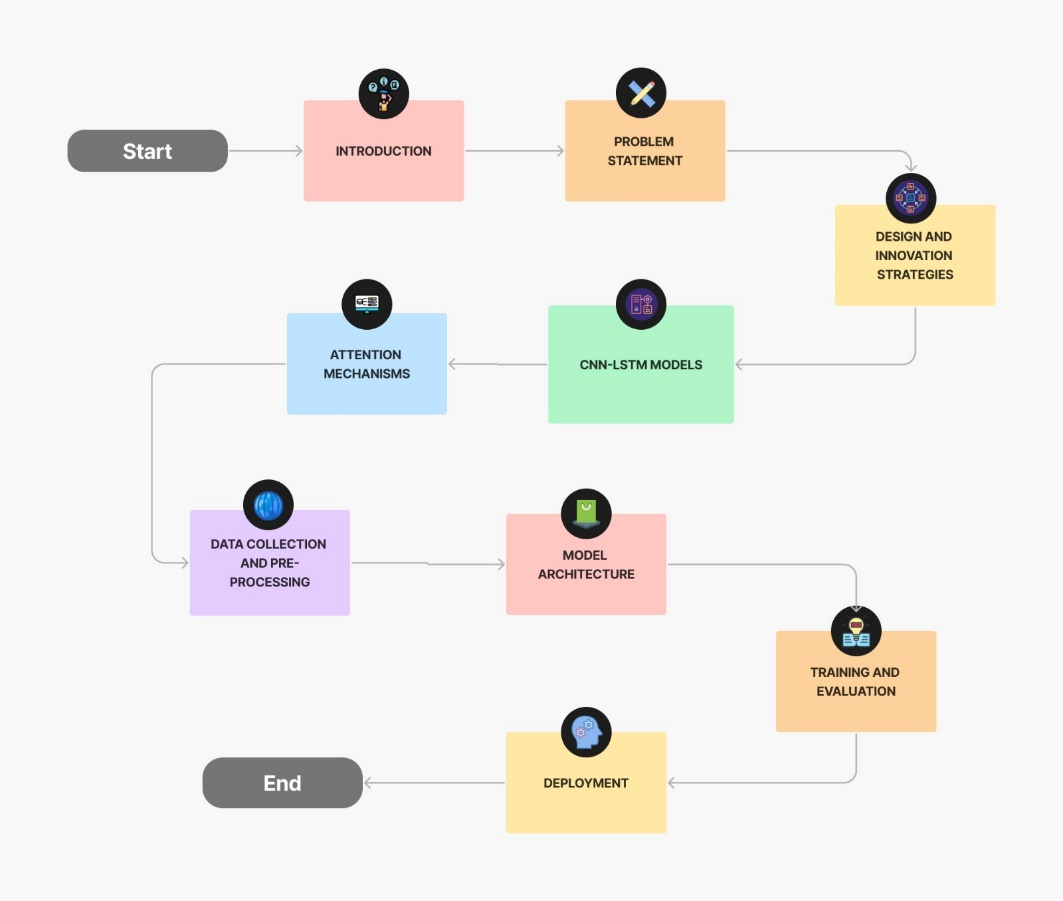 Start
INTRODUCTION
PROBLEM
STATEMENT
DESIGN AND
INNOVATION
STRATEGIES
CNN-LSTM MODELS
ATTENTION
MECHANISMS
DATA COLLECTION
AND PRE-
PROCESSING
MODEL
ARCHITECTURE
TRAINING AND
EVALUATION
DEPLOYMENT
End